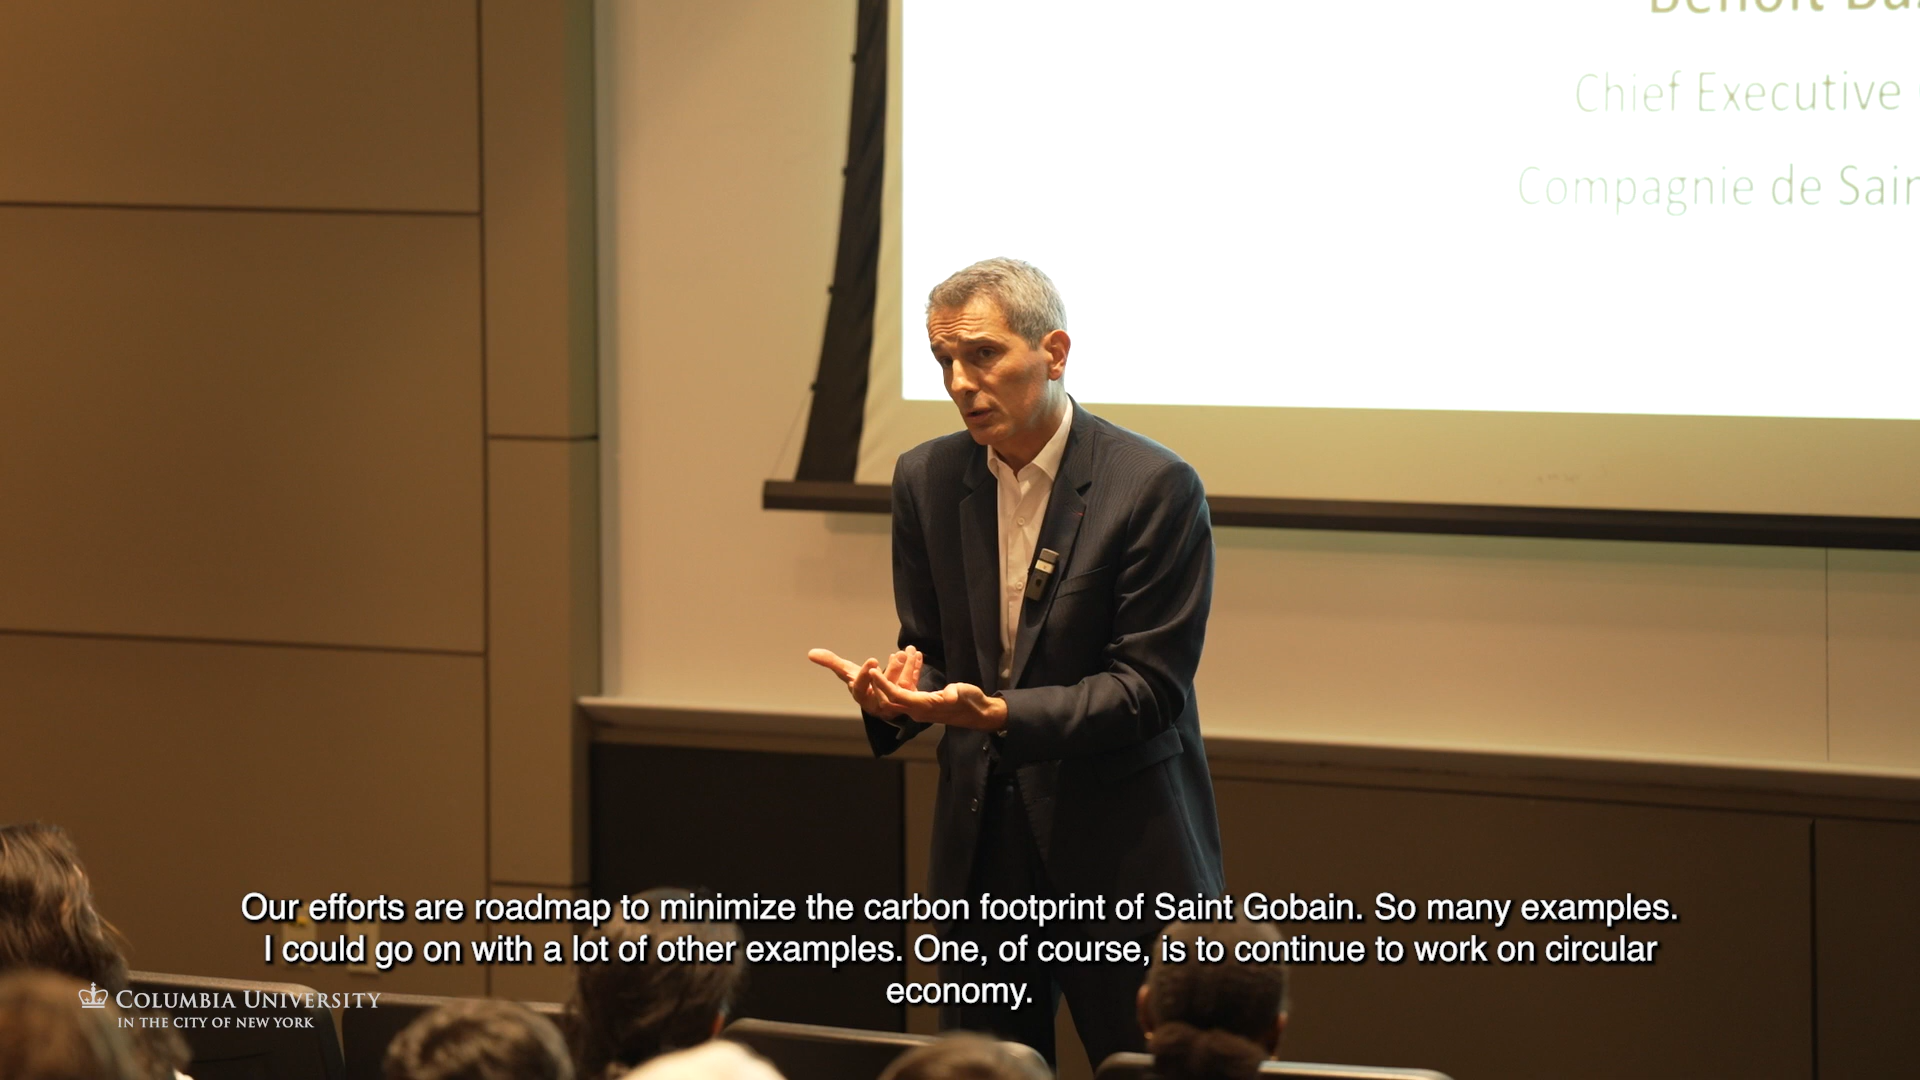 Benoit
Chief Executive
Compagnie de
Our efforts are roadmap to minimize the carbon footprint of Saint Gobain. So many examples.
I could go on with a lot of other examples. One, of course, is to continue to work on circular
economy.
COLUMBIA UNIVERSITY
IN THE CITY OF NEW YORK